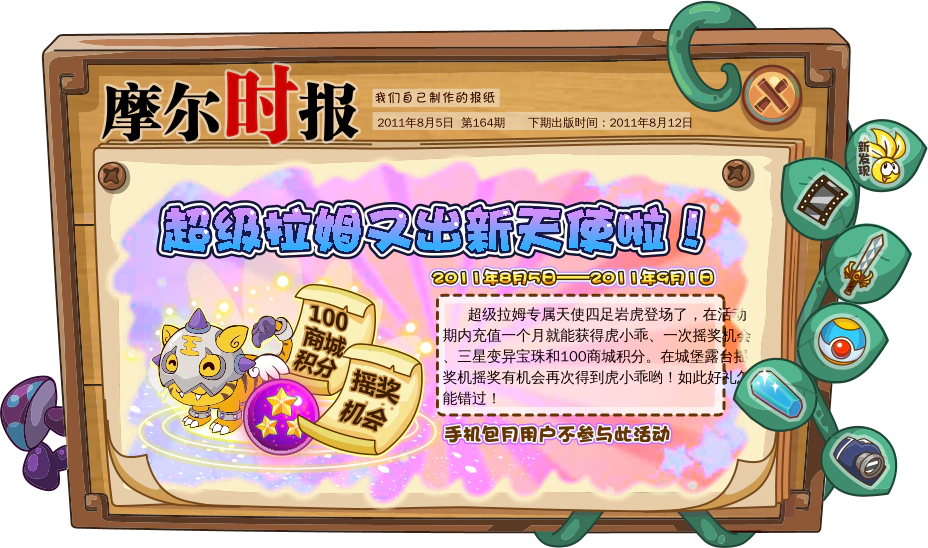 摩尔时报
我们自己制作的报纸
2011年8月5日 第164期 下期出版时间：2011年8月12日
新发现
超级拉姆又出新天使啦！
2011年8月5日——2011年9月1日
超级拉姆专属天使四足岩虎登场了，在活动
期内充值一个月就能获得虎小乖、一次摇奖机会
、三星变异宝珠和100商城积分。在城堡露台摇
奖机摇奖有机会再次得到虎小乖哟！如此好礼怎
能错过！
手机包月用户不参与此活动
100
商城
积分
摇奖
机会